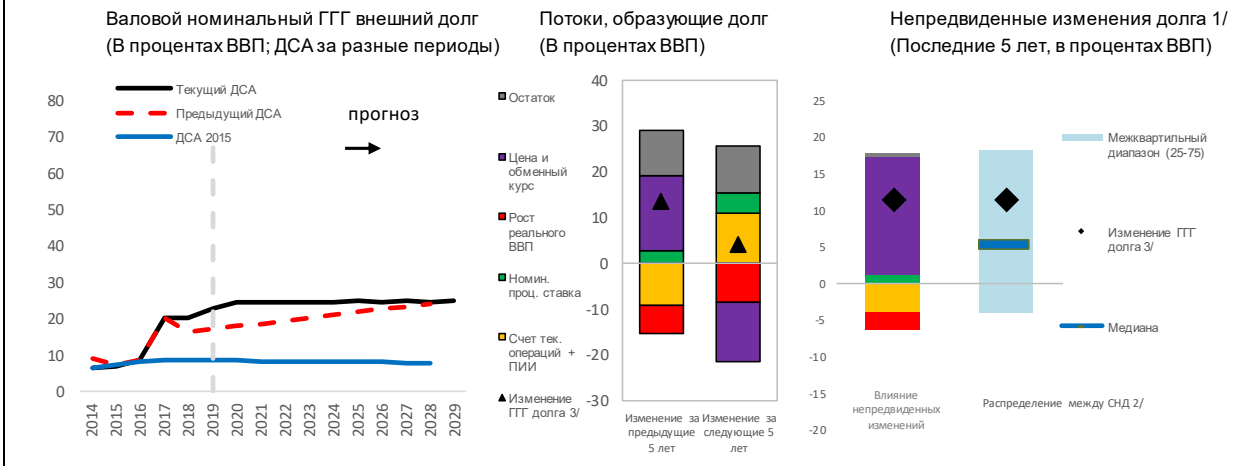 Валовой номинальный ГГГ внешний долг
(В процентах ВВП; ДСА за разные периоды)
80
70
60
50
40
30
20
10
0
Текущий ДСА
Предыдущий ДСА
ДСА 2015
прогноз
2014
2015
2016
2017
2018
2019
2020
2021
2022
2023
2024
2025
2026
2027
2028
2029
Потоки, образующие долг
(В процентах ВВП)
Остаток
Цена и
обменный
курс
Рост
реального
ВВП
Номин.
проц. ставка
Счет тек.
операций +
ПИИ
Изменение
ГГГ долга 3/
40
30
20
10
0
-10
-20
-30
Изменение за
предыдущие
5 лет
Изменение за
следующие 5
лет
Непредвиденные изменения долга 1/
(Последние 5 лет, в процентах ВВП)
25
20
15
10
5
0
-5
-10
-15
-20
Влияние
непредвиденных
изменений
Распределение между СНД 2/
Межквартильный
диапазон (25-75)
Изменение ГГГ
долга 3/
Медиана